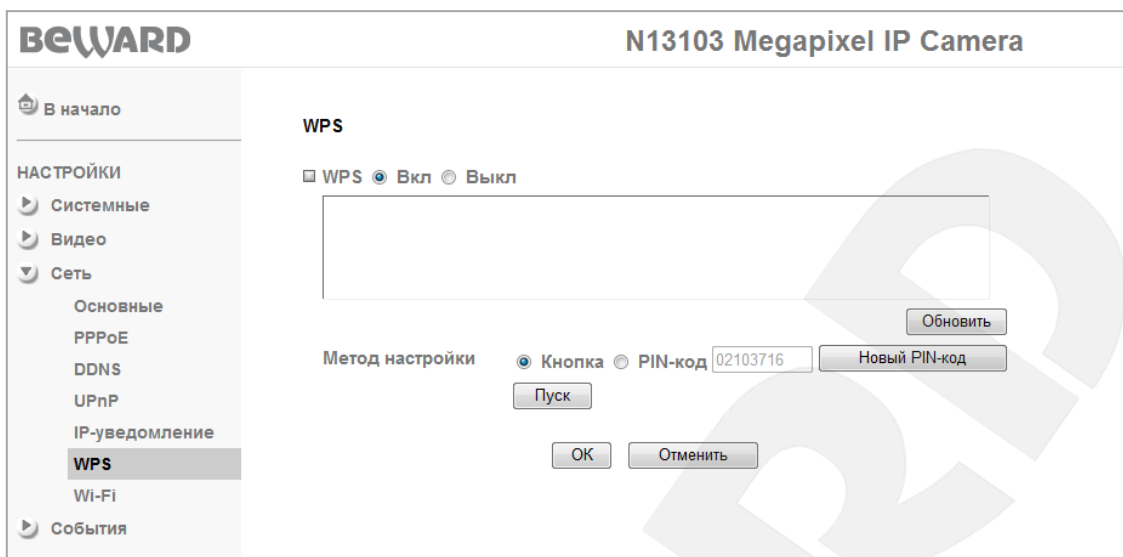 BEWARD
N13103 Megapixel IP Camera
В начало
НАСТРОЙКИ
Системные
Видео
Сеть
Основные
PPPoE
DDNS
UPnP
IP-уведомление
WPS
Wi-Fi
События
WPS
WPS Вкл Выкл
Обновить
Метод настройки Кнопка PIN-код 02103716 Новый PIN-код
Пуск
OK Отменить